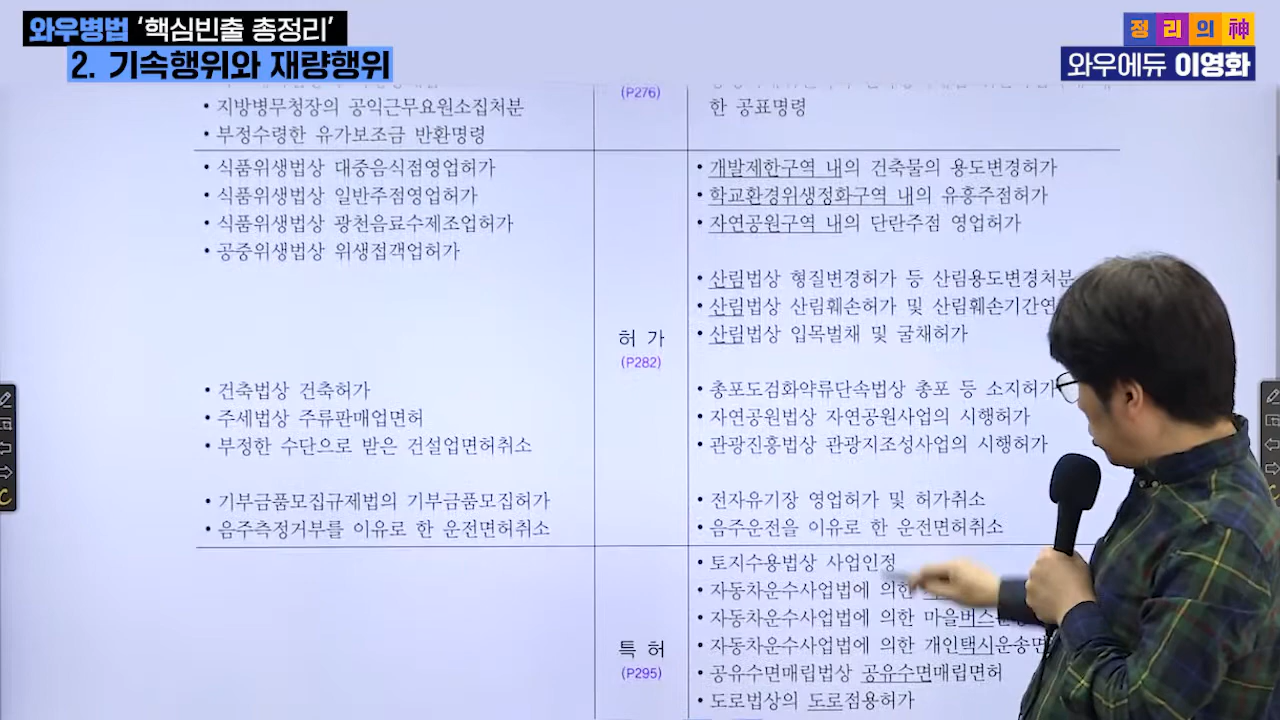 와우병법 '핵심빈출 총정리'
2. 기속행위와 재량행위
정리의神
와우에듀 이영화
• 지방병무청장의 공익근무요원소집처분
• 부정수령한 유가보조금 반환명령
(P276)
한 공표명령
• 식품위생법상 대중음식점영업허가
• 식품위생법상 일반주점영업허가
• 식품위생법상 광천음료수제조업허가
• 공중위생법상 위생접객업허가
• 건축법상 건축허가
• 주세법상 주류판매업면허
• 부정한 수단으로 받은 건설업면허취소
• 기부금품모집규제법의 기부금품모집허가
• 음주측정거부를 이유로 한 운전면허취소
허 가
(P282)
• 개발제한구역 내의 건축물의 용도변경허가
• 학교환경위생정화구역 내의 유흥주점허가
• 자연공원구역 내의 단란주점 영업허가
• 산림법상 형질변경허가 등 산림용도변경처분
• 산림법상 산림훼손허가 및 산림훼손기간연
• 산림법상 입목벌채 및 굴채허가
• 총포도검화약류단속법상 총포 등 소지허가
• 자연공원법상 자연공원사업의 시행허가
• 관광진흥법상 관광지조성사업의 시행허가
• 전자유기장 영업허가 및 허가취소
• 음주운전을 이유로 한 운전면허취소
특 허
(P295)
• 토지수용법상 사업인정
• 자동차운수사업법에 의한
• 자동차운수사업법에 의한 마을버스운
• 자동차운수사업법에 의한 개인택시운송면
• 공유수면매립법상 공유수면매립면허
• 도로법상의 도로점용허가